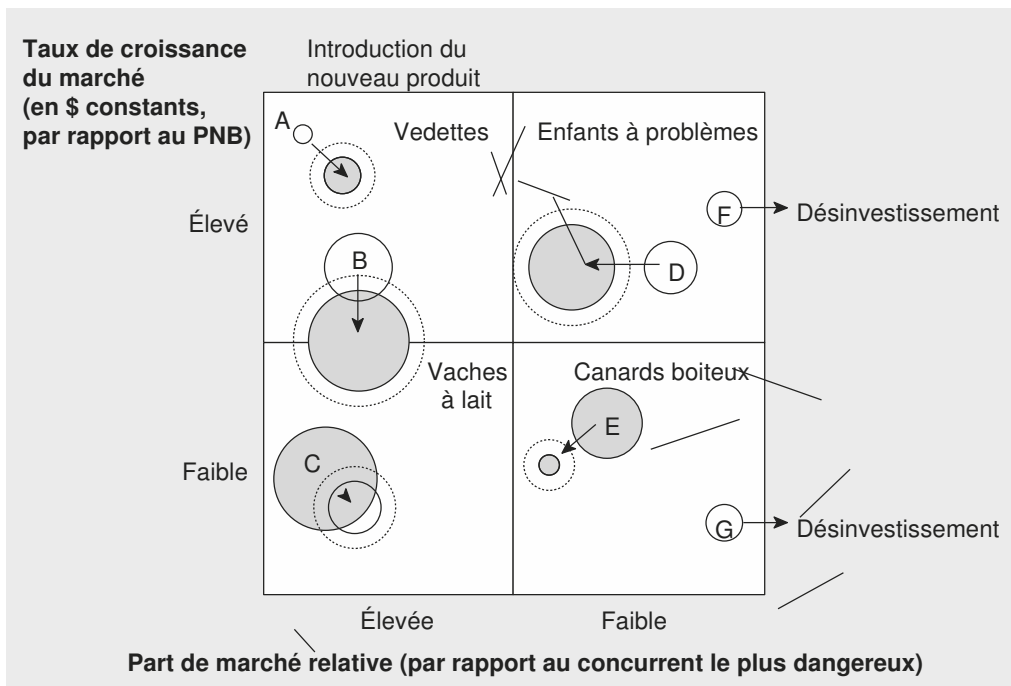 Taux de croissance
du marché
(en $ constants,
par rapport au PNB)
Introduction du
nouveau produit
A
Vedettes
Enfants à problèmes
F
Désinvestissement
Élevé
B
D
Vaches
à lait
Canards boiteux
E
C
Faible
G
Désinvestissement
Élevée
Faible
Part de marché relative (par rapport au concurrent le plus dangereux)